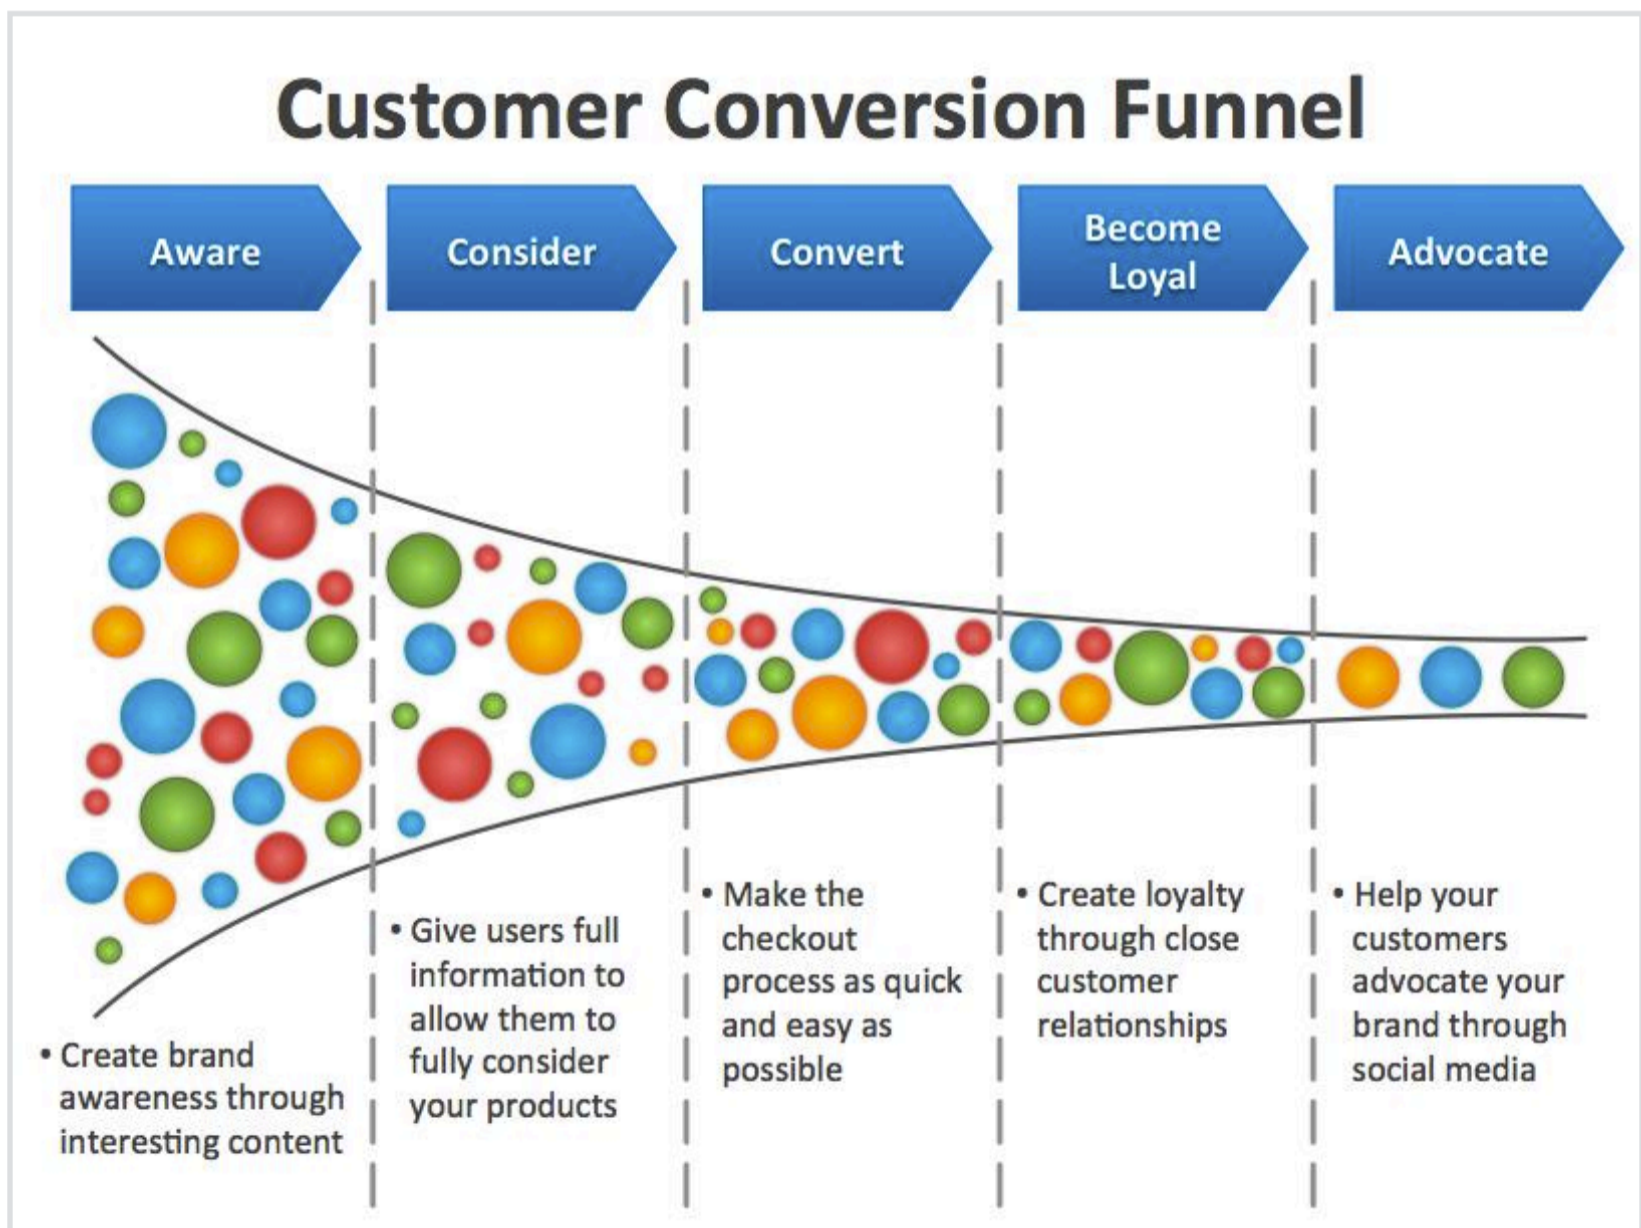 Customer Conversion Funnel
Aware
Consider
Convert
Become
Loyal
Advocate
• Create brand
awareness through
interesting content
• Give users full
information to
allow them to
fully consider
your products
• Make the
checkout
process as quick
and easy as
possible
• Create loyalty
through close
customer
relationships
• Help your
customers
advocate your
brand through
social media